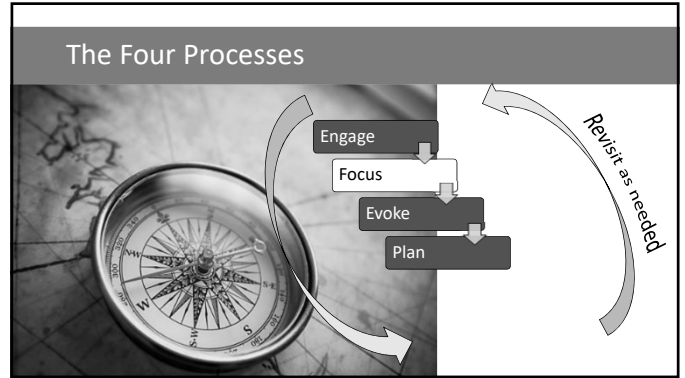 The Four Processes
Engage
Focus
Evoke
Plan
Revisit as needed
N-W
W
S-W
S
S-E